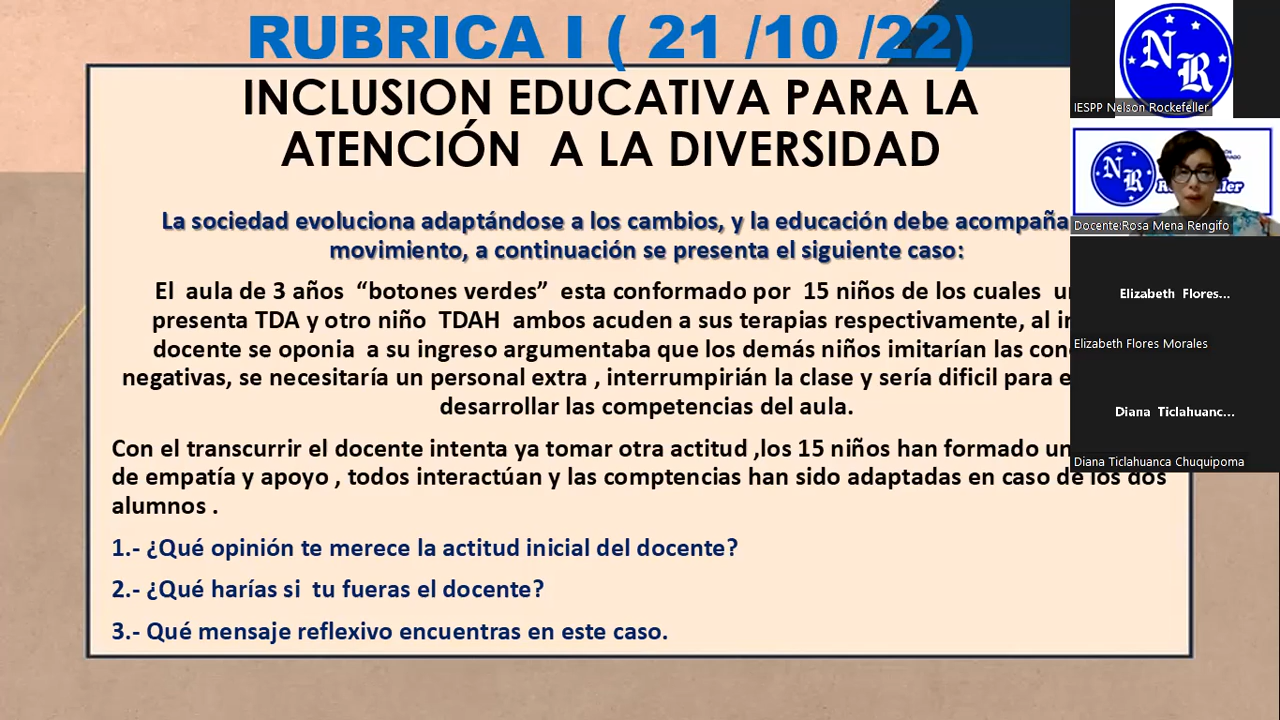 RUBRICA I ( 21 /10 /22)
INCLUSION EDUCATIVA PARA LA
ATENCIÓN A LA DIVERSIDAD
La sociedad evoluciona adaptándose a los cambios, y la educación debe acompaña
movimiento, a continuación se presenta el siguiente caso:
El aula de 3 años “botones verdes” esta conformado por 15 niños de los cuales
presenta TDA y otro niño TDAH ambos acuden a sus terapias respectivamente, al
docente se oponia a su ingreso argumentaba que los demás niños imitarían las
negativas, se necesitaría un personal extra , interrumpirián la clase y sería dificil para
desarrollar las competencias del aula.
Con el transcurrir el docente intenta ya tomar otra actitud ,los 15 niños han formado
de empatía y apoyo , todos interactúan y las comptencias han sido adaptadas en caso de los dos
alumnos .
1.- ¿Qué opinión te merece la actitud inicial del docente?
2.- ¿Qué harías si tu fueras el docente?
3.- Qué mensaje reflexivo encuentras en este caso.
NR
IESPP Nelson Rockefeller
NR
Docente:Rosa Mena Rengifo
Elizabeth Flores...
Elizabeth Flores Morales
Diana Ticlahuanc...
Diana Ticlahuanca Chuquipoma